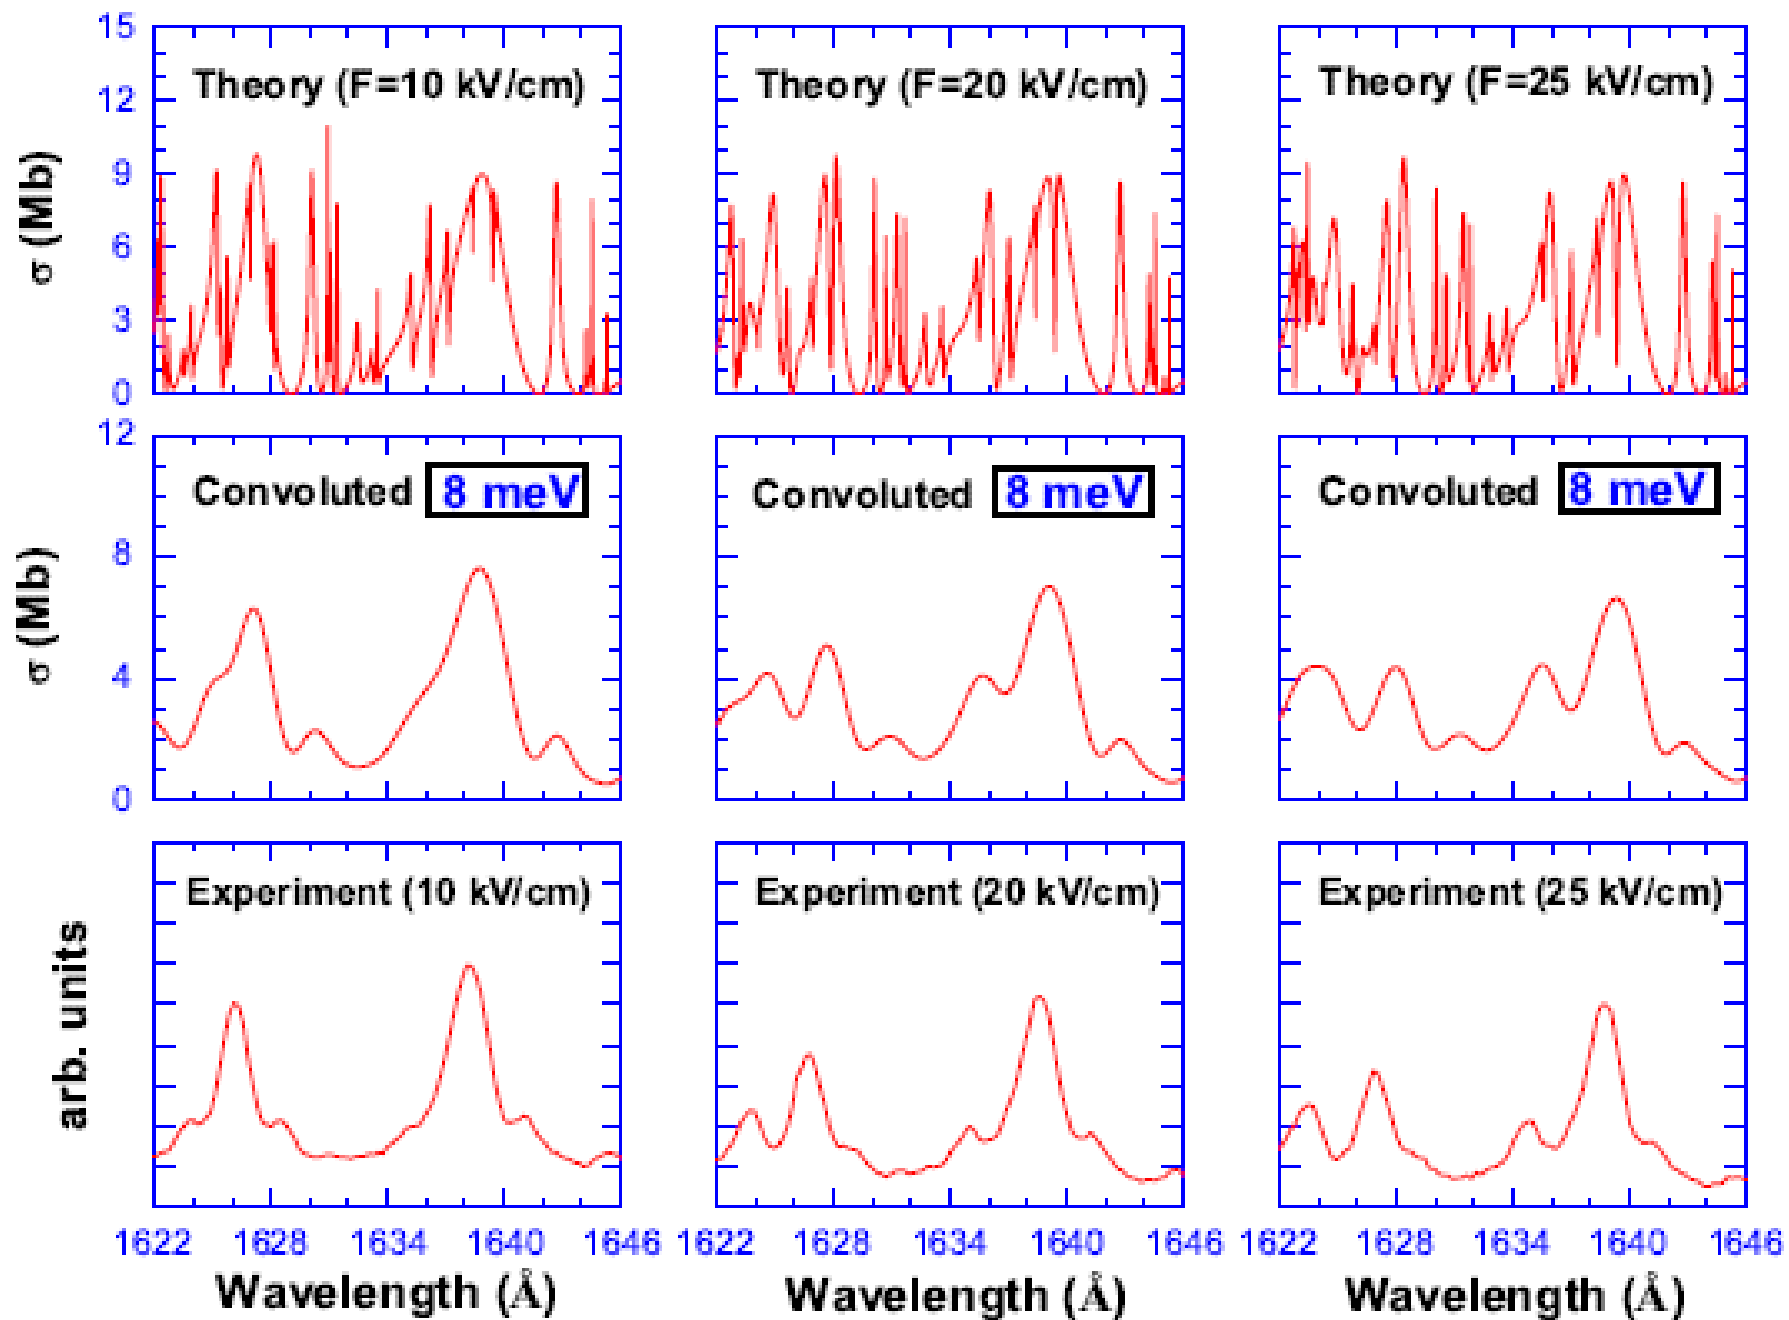 15
12
9
6
3
0
σ (Mb)
Theory (F=10 kV/cm)
Theory (F=20 kV/cm)
Theory (F=25 kV/cm)
12
8
4
0
σ (Mb)
Convoluted 8 meV
Convoluted 8 meV
Convoluted 8 meV
arb. units
Experiment (10 kV/cm)
Experiment (20 kV/cm)
Experiment (25 kV/cm)
1622 1628 1634 1640 1646
1622 1628 1634 1640 1646
1622 1628 1634 1640 1646
Wavelength (Å)
Wavelength (Å)
Wavelength (Å)